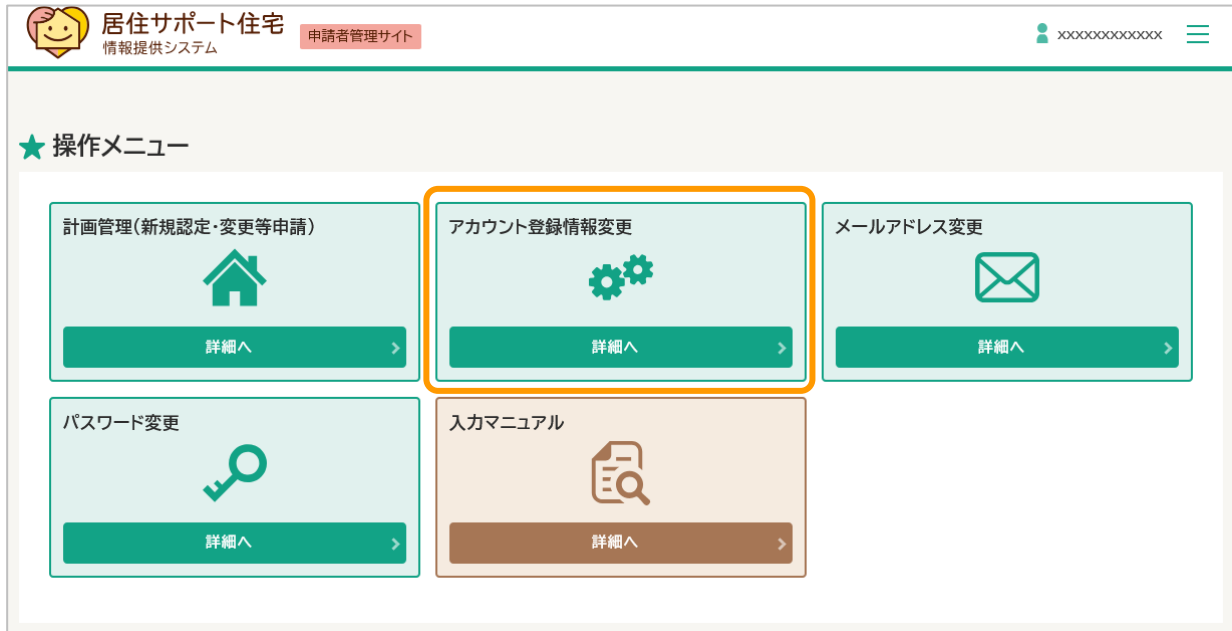 居住サポート住宅
情報提供システム
申請者管理サイト
xxxxxxxxxxxx
操作メニュー
計画管理(新規認定・変更等申請)
詳細へ
アカウント登録情報変更
詳細へ
メールアドレス変更
詳細へ
パスワード変更
詳細へ
入力マニュアル
詳細へ